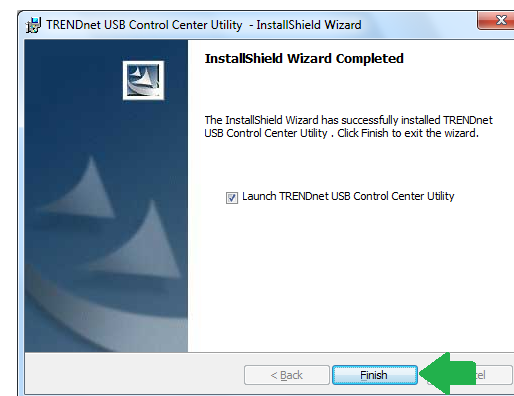 TRENDnet USB Control Center Utility - InstallShield Wizard
InstallShield Wizard Completed
The InstallShield Wizard has successfully installed TRENDnet
USB Control Center Utility . Click Finish to exit the wizard.
Launch TRENDnet USB Control Center Utility
< Back Finish